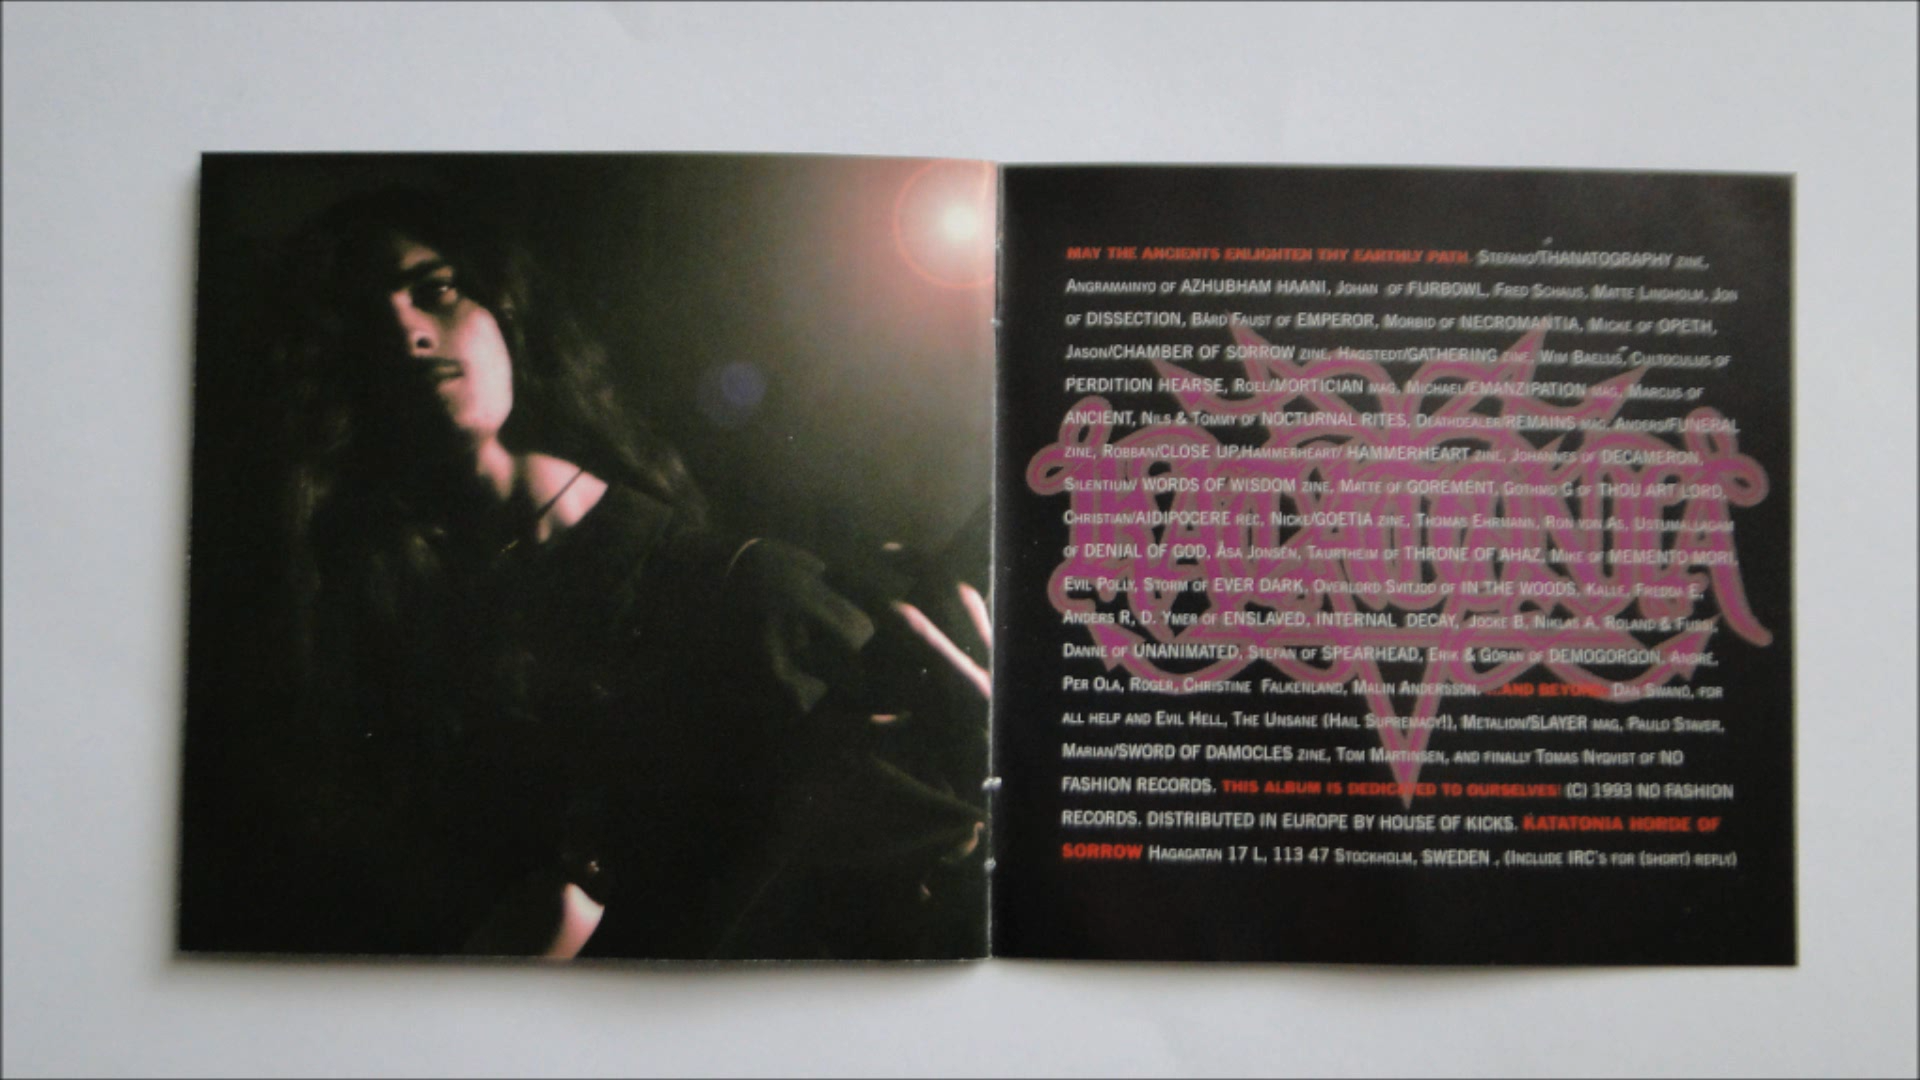 MAY THE ANCIENTS ENLIGHTEN THY EARTHLY PATH. STEFANO/THANATOGRAPHY ZINE,
ANGRAMAINYO OF AZHUBHAM HAANI, JOHAN OF FURBOWL, FRED SCHAUS, MATTE LINDHOLM, JON
OF DISSECTION, BÅRD FAUST OF EMPEROR, MORBID OF NECROMANTIA, MICKE OF OPETH,
JASON/CHAMBER OF SORROW ZINE, HAGSTEDT/GATHERING ZINE, WIM BAELUS, CULTOCULUS OF
PERDITION HEARSE, ROEL/MORTICIAN MAG, MICHAEL/EMANZIPATION MAG, MARCUS OF
ANCIENT, NILS & TOMMY OF NOCTURNAL RITES, DEATHDEALER/REMAINS MAG, ANDERS/FUNERAL
ZINE, ROBBAN/CLOSE UP,HAMMERHEART/ HAMMERHEART ZINE, JOHANNES OF DECAMERON,
SILENTIUM/ WORDS OF WISDOM ZINE, MATTE OF GOREMENT, GOTHMO G OF THOU ART LORD,
CHRISTIAN/AIDIPOCERE REC, NICKE/GOETIA ZINE, THOMAS EHRMANN, RON VON AS, USTUMALLAGAM
OF DENIAL OF GOD, ÅSA JONSÉN, TAURTHEIM OF THRONE OF AHAZ, MIKE OF MEMENTO MORI,
EVIL POLLY, STORM OF EVER DARK, OVERLORD SVITJOD OF IN THE WOODS, KALLE, FREDDA E,
ANDERS R, D. YMER OF ENSLAVED, INTERNAL DECAY, JOCKE B, NIKLAS A, ROLAND & FUSSI,
DANNE OF UNANIMATED, STEFAN OF SPEARHEAD, ERIK & GÖRAN OF DEMOGORGON, ANDRÉ,
PER OLA, ROGER, CHRISTINE FALKENLAND, MALIN ANDERSSON. ...AND BEYOND: DAN SWANÖ, FOR
ALL HELP AND EVIL HELL, THE UNSANE (HAIL SUPREMACY!), METALION/SLAYER MAG, PAULO STAVER,
MARIAN/SWORD OF DAMOCLES ZINE, TOM MARTINSEN, AND FINALLY TOMAS NYQVIST OF NO
FASHION RECORDS. THIS ALBUM IS DEDICATED TO OURSELVES! (C) 1993 NO FASHION
RECORDS. DISTRIBUTED IN EUROPE BY HOUSE OF KICKS. KATATONIA HORDE OF
SORROW HAGAGATAN 17 L, 113 47 STOCKHOLM, SWEDEN , (INCLUDE IRC'S FOR (SHORT) REPLY)
KATATONIA